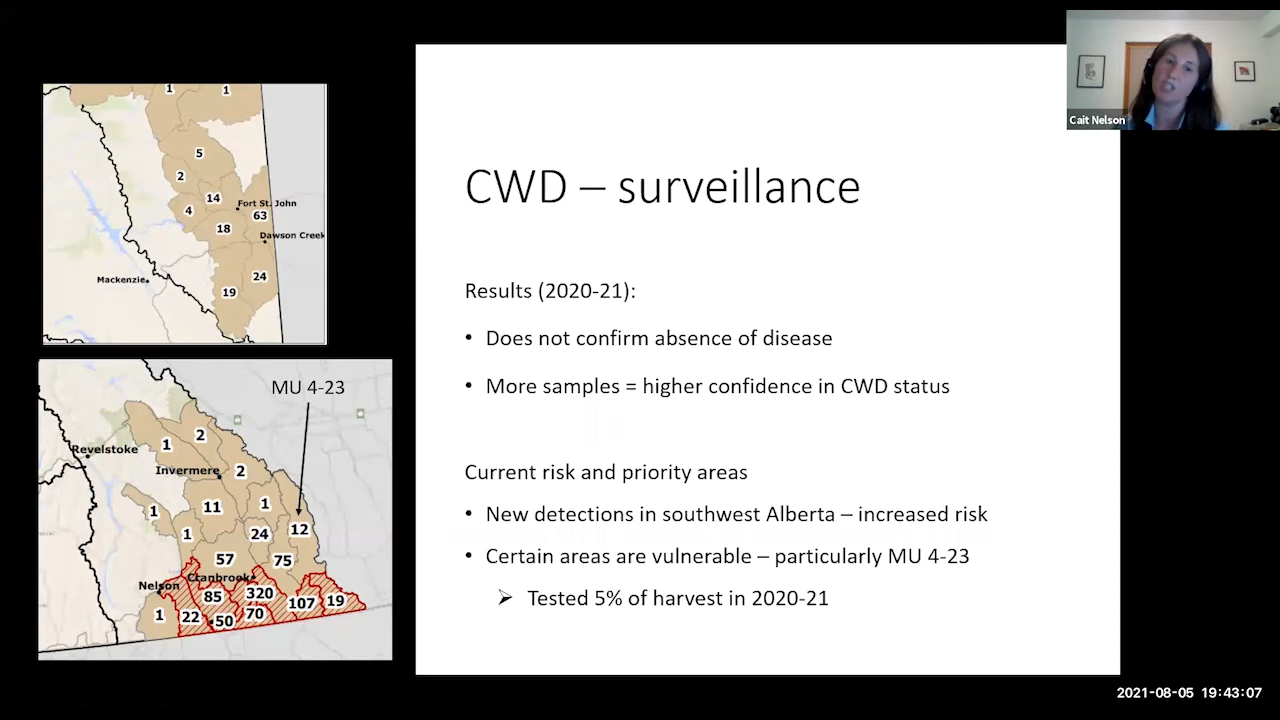 Cait Nelson
CWD – surveillance
Results (2020-21):
• Does not confirm absence of disease
• More samples = higher confidence in CWD status
Current risk and priority areas
• New detections in southwest Alberta – increased risk
• Certain areas are vulnerable – particularly MU 4-23
➢ Tested 5% of harvest in 2020-21
1 1
5
2
14
Fort St. John
4
63
18
Dawson Creek
Mackenzie
24
19
MU 4-23
2
1
Revelstoke
Invermere
2
11
1
1
12
1
24
57
75
Cranbrook
Nelson
85
320
107
19
1
22
50
70
2021-08-05 19:43:07